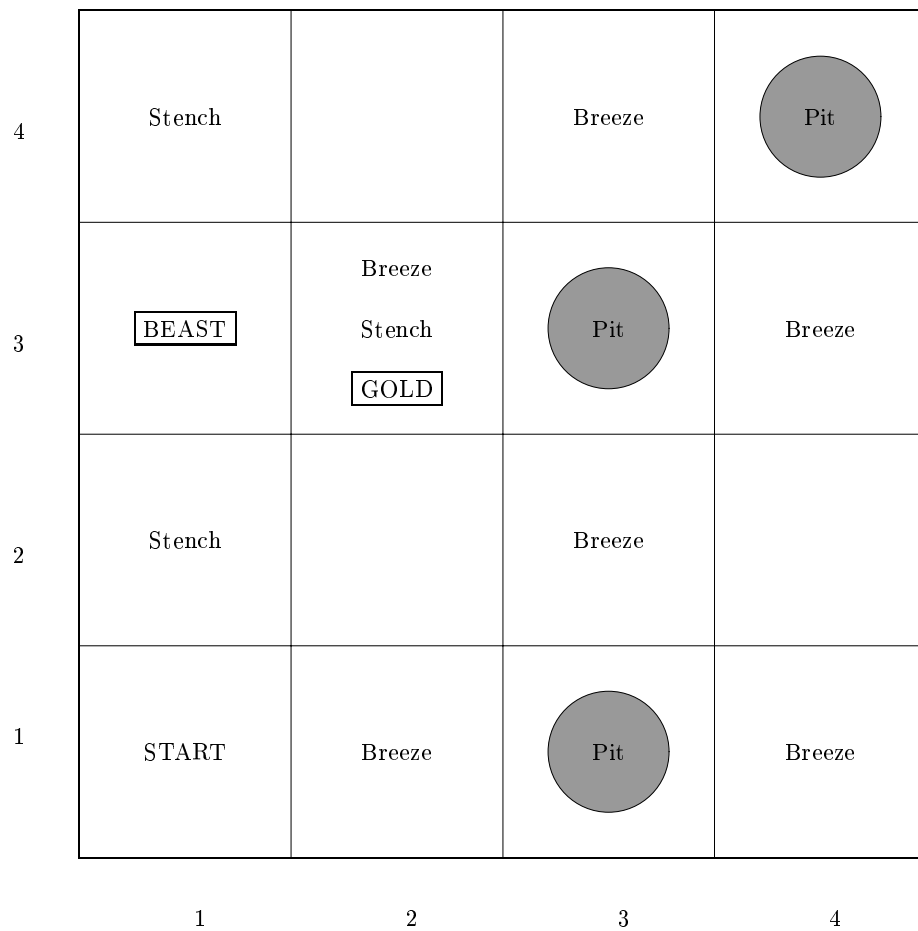 4
Stench
Breeze
Pit
3
BEAST
Breeze
Stench
GOLD
Pit
Breeze
2
Stench
Breeze
1
START
Breeze
Pit
Breeze
1 2 3 4